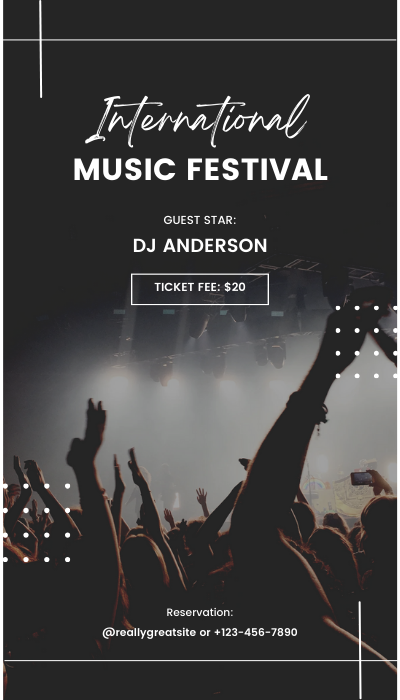 International
MUSIC FESTIVAL
GUEST STAR:
DJ ANDERSON
TICKET FEE: $20
Reservation:
@reallygreatsite or +123-456-7890